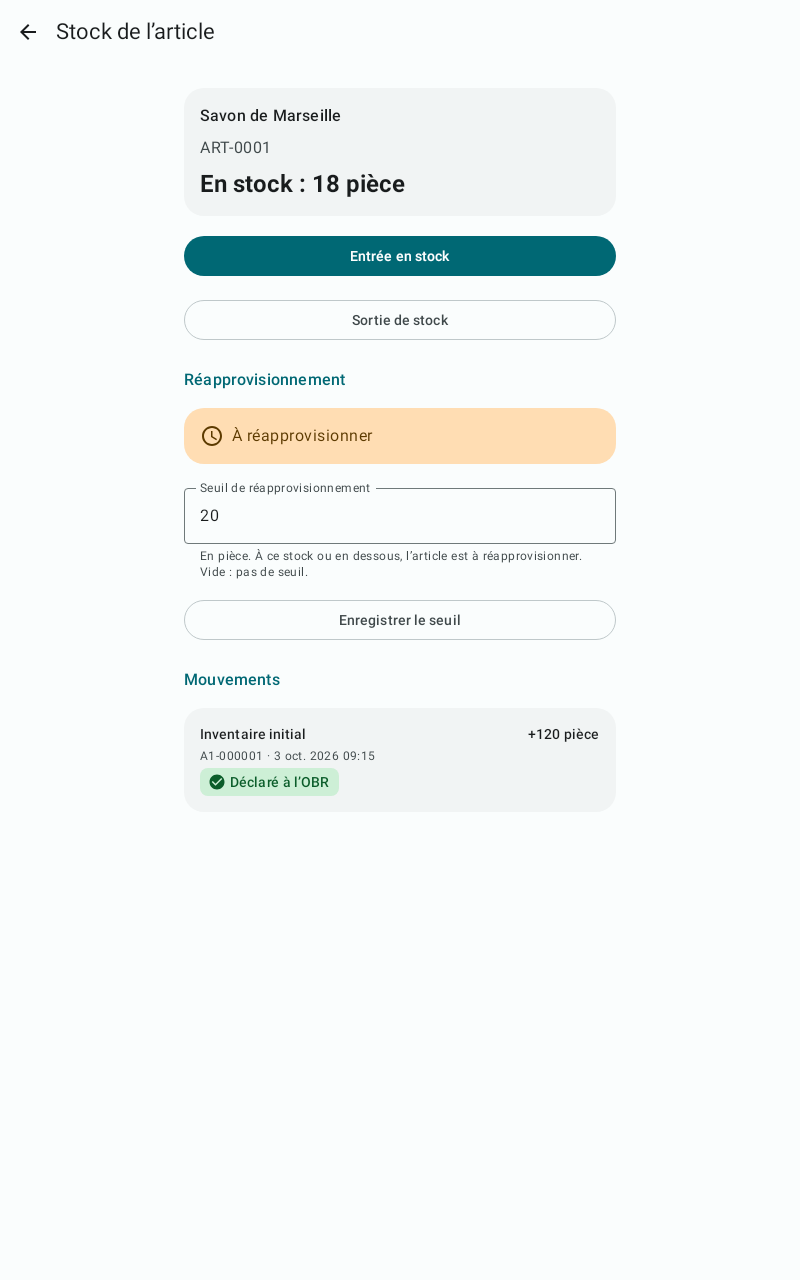 Stock de l’article
Savon de Marseille
ART-0001
En stock : 18 pièce
Entrée en stock
Sortie de stock
Réapprovisionnement
À réapprovisionner
Seuil de réapprovisionnement
20
En pièce. À ce stock ou en dessous, l’article est à réapprovisionner.
Vide : pas de seuil.
Enregistrer le seuil
Mouvements
Inventaire initial +120 pièce
A1-000001 · 3 oct. 2026 09:15
Déclaré à l’OBR